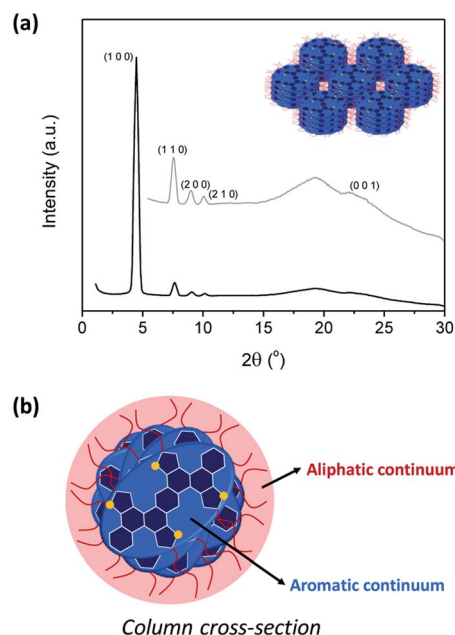 (a)
(1 0 0)
(1 1 0)
(2 0 0)
(2 1 0)
(0 0 1)
Intensity (a.u.)
1 5 10 15 20 25 30
2θ (°)
(b)
Aliphatic continuum
Aromatic continuum
Column cross-section